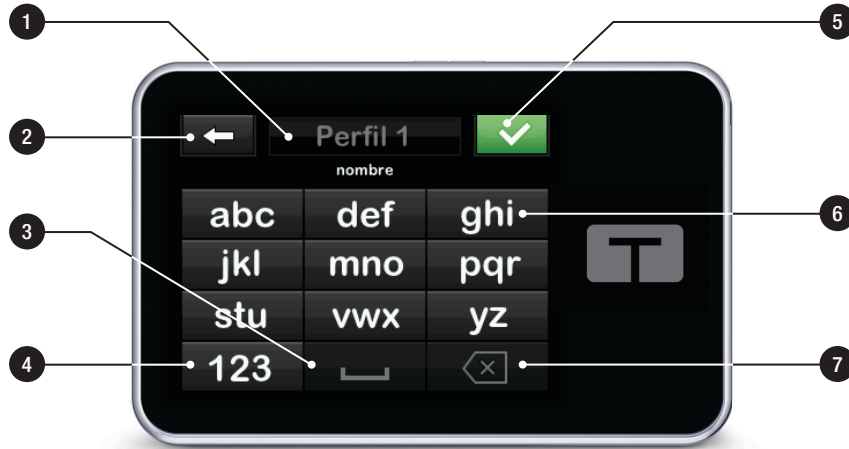 1
5
2
Perfil 1
nombre
abc def ghi
6
3
jkl mno pqr
T
stu vwx yz
4
123
7